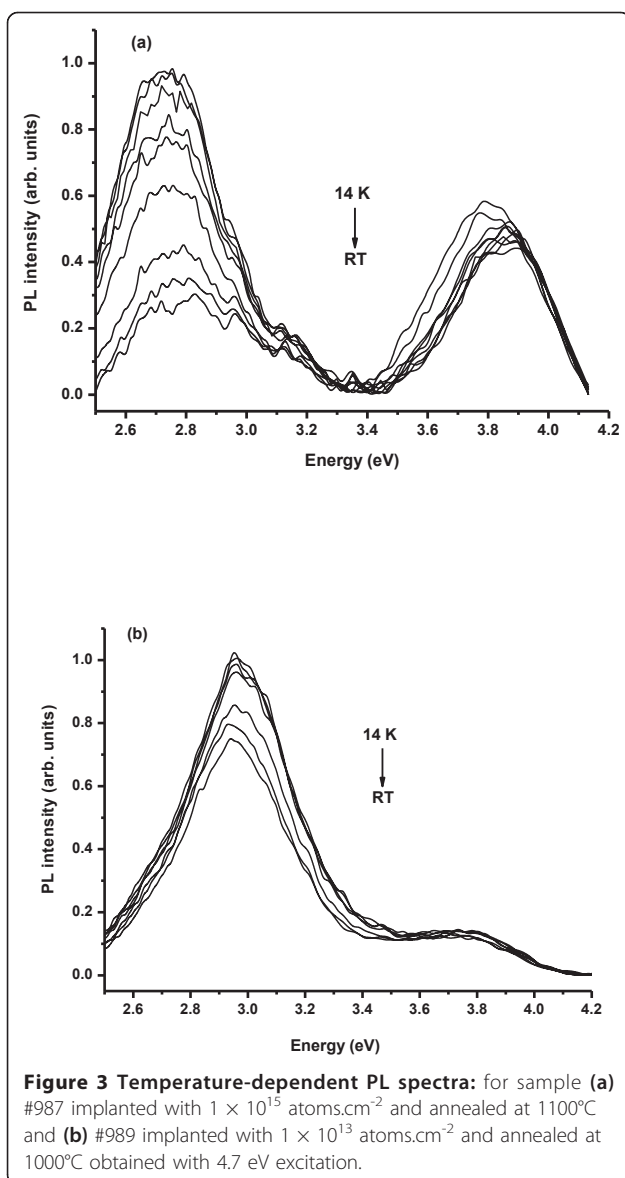 (a)
1.0
0.8
0.6
0.4
0.2
0.0
PL intensity (arb. units)
14 K
RT
2.6 2.8 3.0 3.2 3.4 3.6 3.8 4.0 4.2
Energy (eV)
(b)
1.0
0.8
0.6
0.4
0.2
0.0
PL intensity (arb. units)
14 K
RT
2.6 2.8 3.0 3.2 3.4 3.6 3.8 4.0 4.2
Energy (eV)
Figure 3 Temperature-dependent PL spectra: for sample (a)
#987 implanted with 1 × 10¹⁵ atoms.cm⁻² and annealed at 1100°C
and (b) #989 implanted with 1 × 10¹³ atoms.cm⁻² and annealed at
1000°C obtained with 4.7 eV excitation.